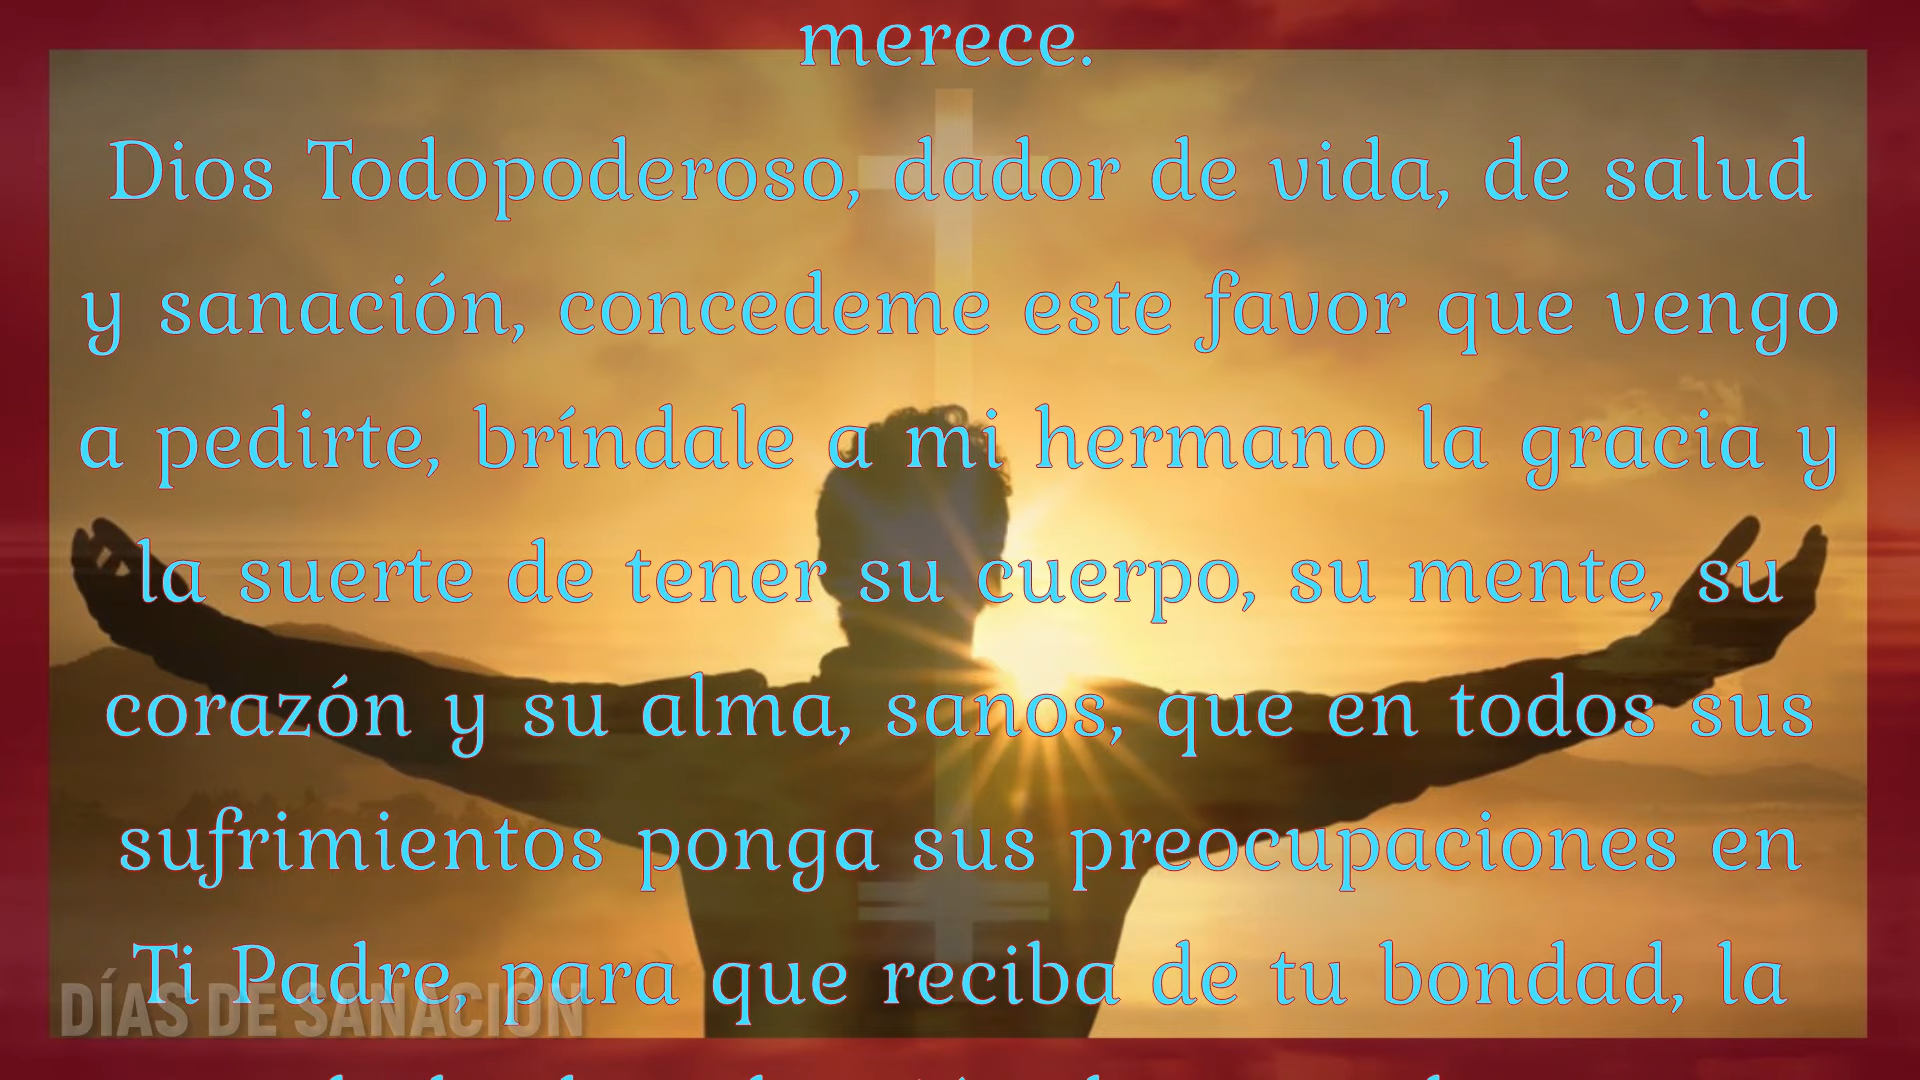 merece.
Dios Todopoderoso, dador de vida, de salud
y sanación, concedeme este favor que vengo
a pedirte, bríndale a mi hermano la gracia y
la suerte de tener su cuerpo, su mente, su
corazón y su alma, sanos, que en todos sus
sufrimientos ponga sus preocupaciones en
Ti Padre, para que reciba de tu bondad, la
DÍAS DE SANACIÓN